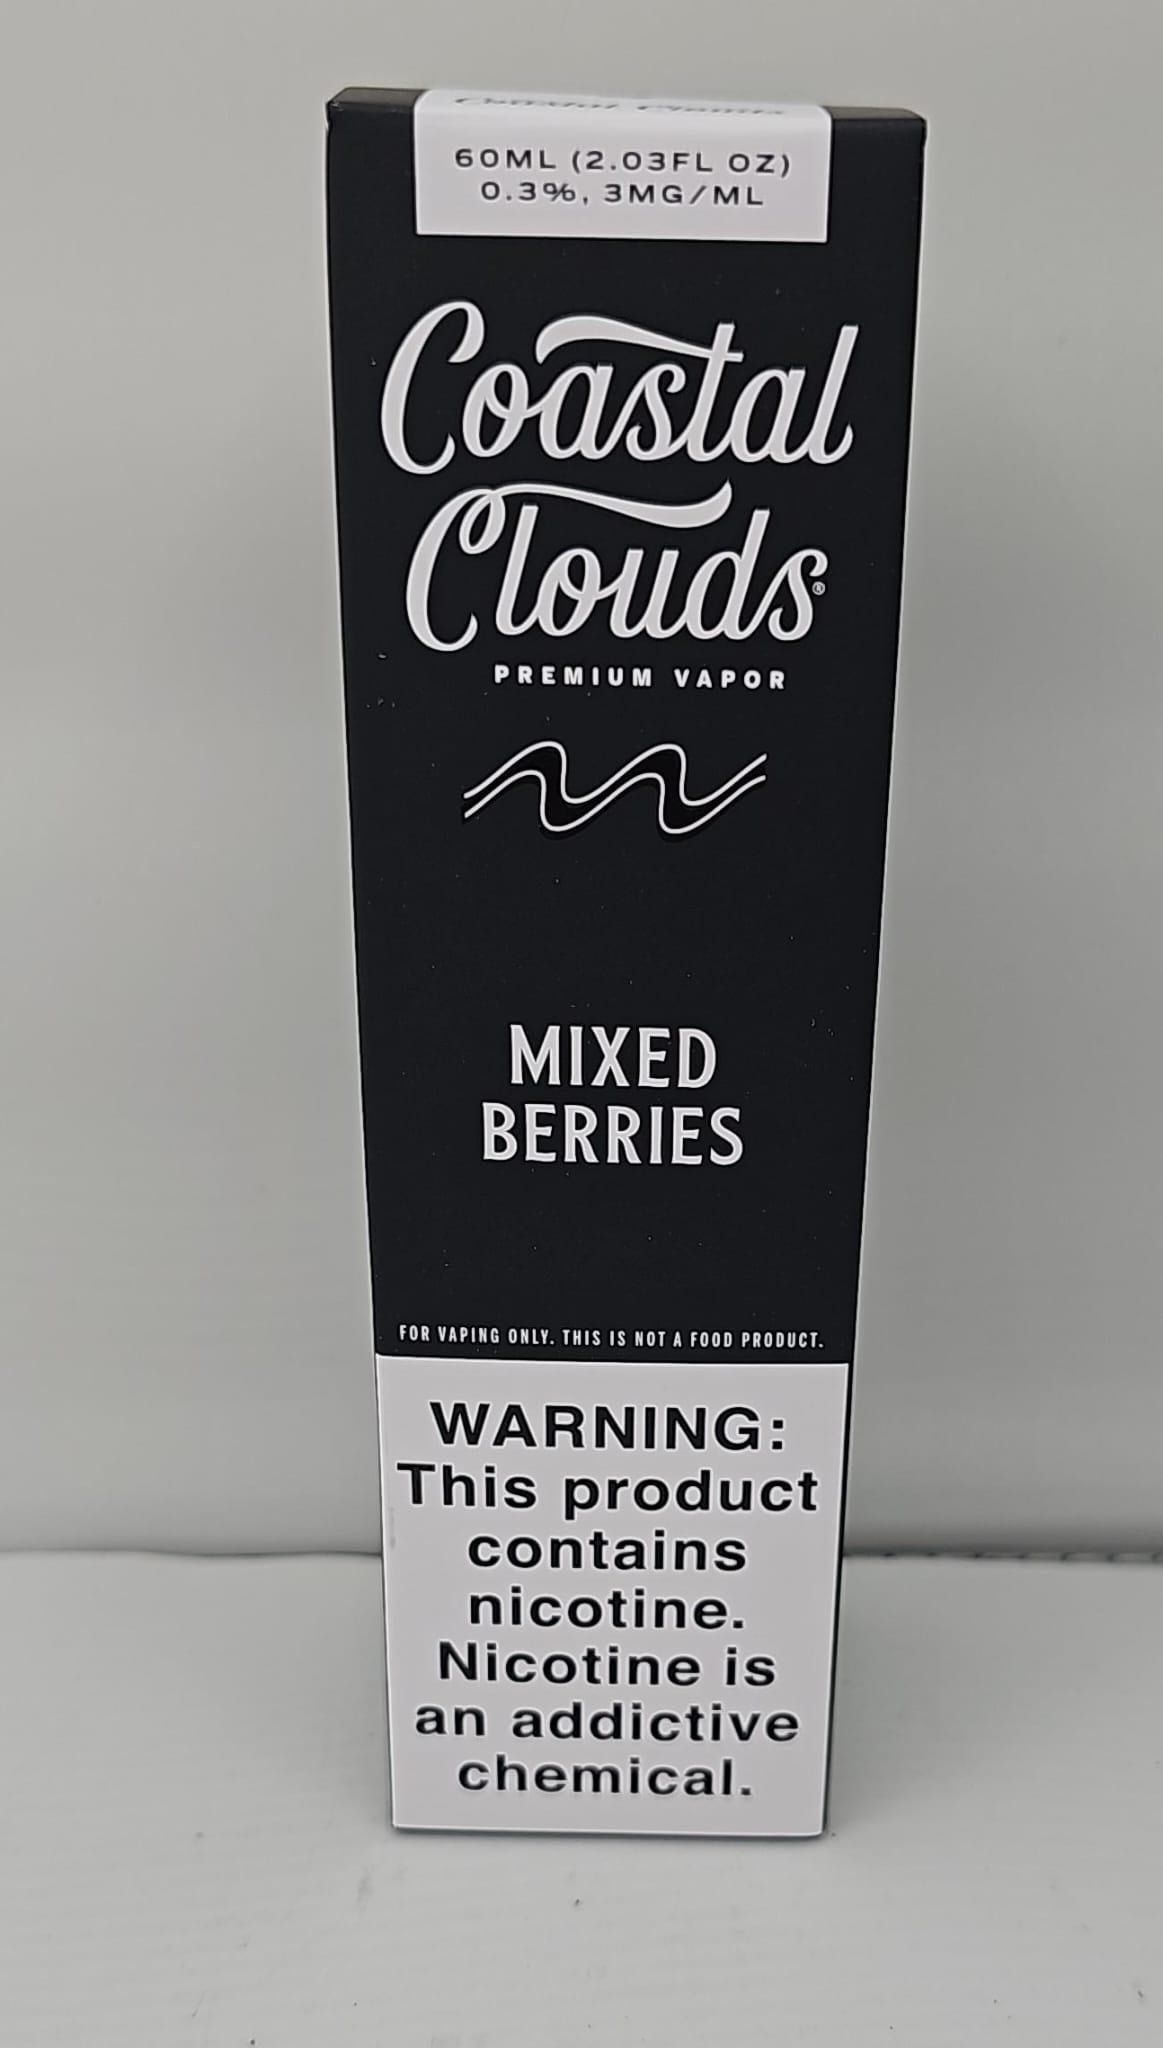 60ML (2.03FL OZ)
0.3%, 3MG/ML
Coastal
Clouds®
PREMIUM VAPOR
MIXED
BERRIES
FOR VAPING ONLY. THIS IS NOT A FOOD PRODUCT.
WARNING:
This product
contains
nicotine.
Nicotine is
an addictive
chemical.